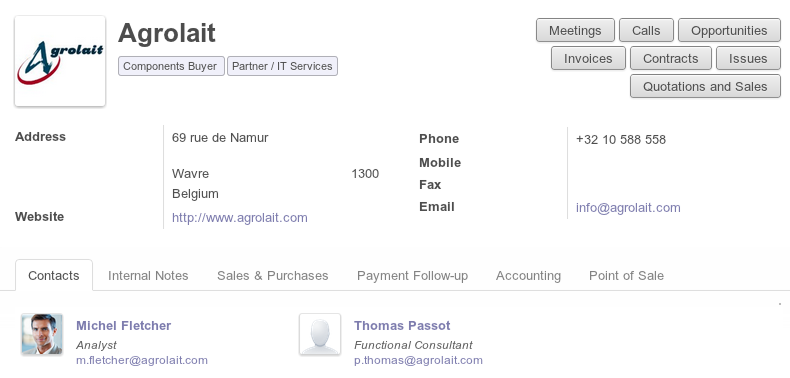 Agrolait
Agrolait
Components Buyer
Partner / IT Services
Meetings
Calls
Opportunities
Invoices
Contracts
Issues
Quotations and Sales
Address
69 rue de Namur
Wavre 1300
Belgium
Website
http://www.agrolait.com
Phone
+32 10 588 558
Mobile
Fax
Email
info@agrolait.com
Contacts
Internal Notes
Sales & Purchases
Payment Follow-up
Accounting
Point of Sale
Michel Fletcher
Analyst
m.fletcher@agrolait.com
Thomas Passot
Functional Consultant
p.thomas@agrolait.com